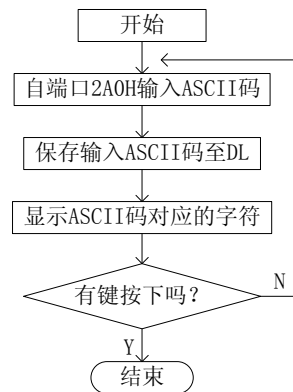 开始
自端口2A0H输入ASCII码
保存输入ASCII码至DL
显示ASCII码对应的字符
有键按下吗？
N
Y
结束